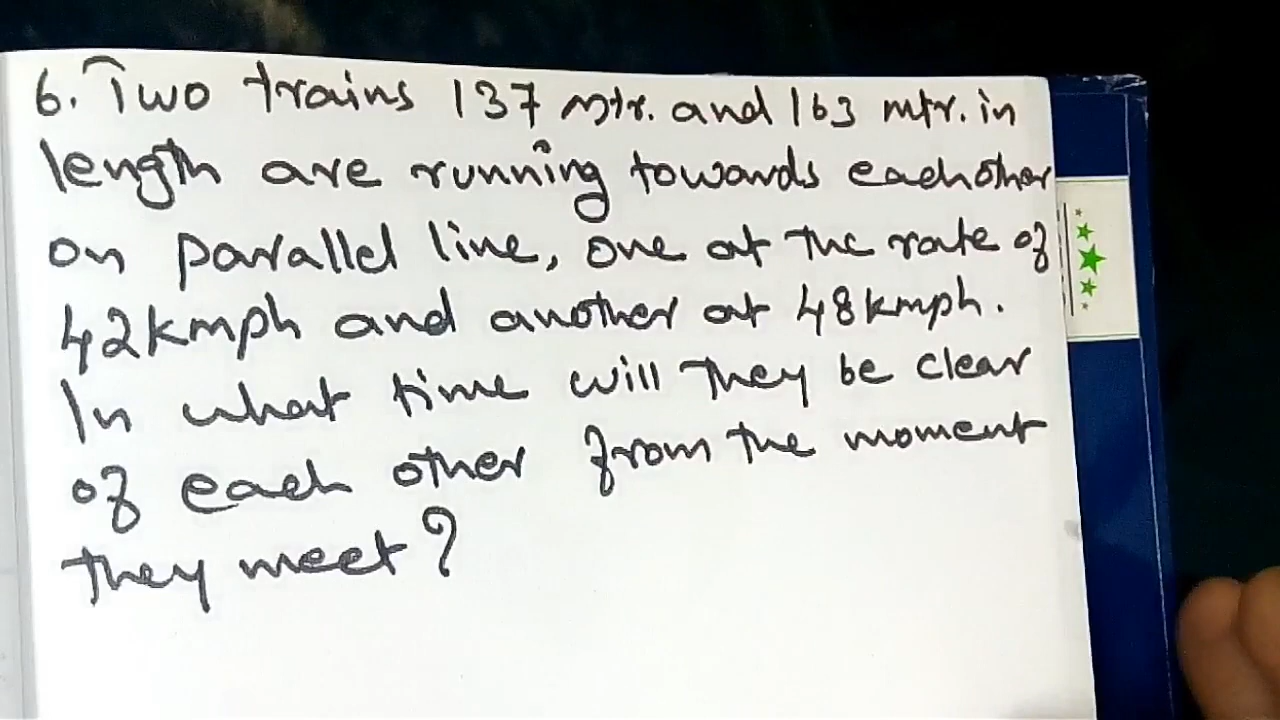 6. Two trains 137 mtr. and 163 mtr. in
length are running towards each other
on parallel line, one at the rate of
42kmph and another at 48kmph.
In what time will they be clear
of each other from the moment
they meet?